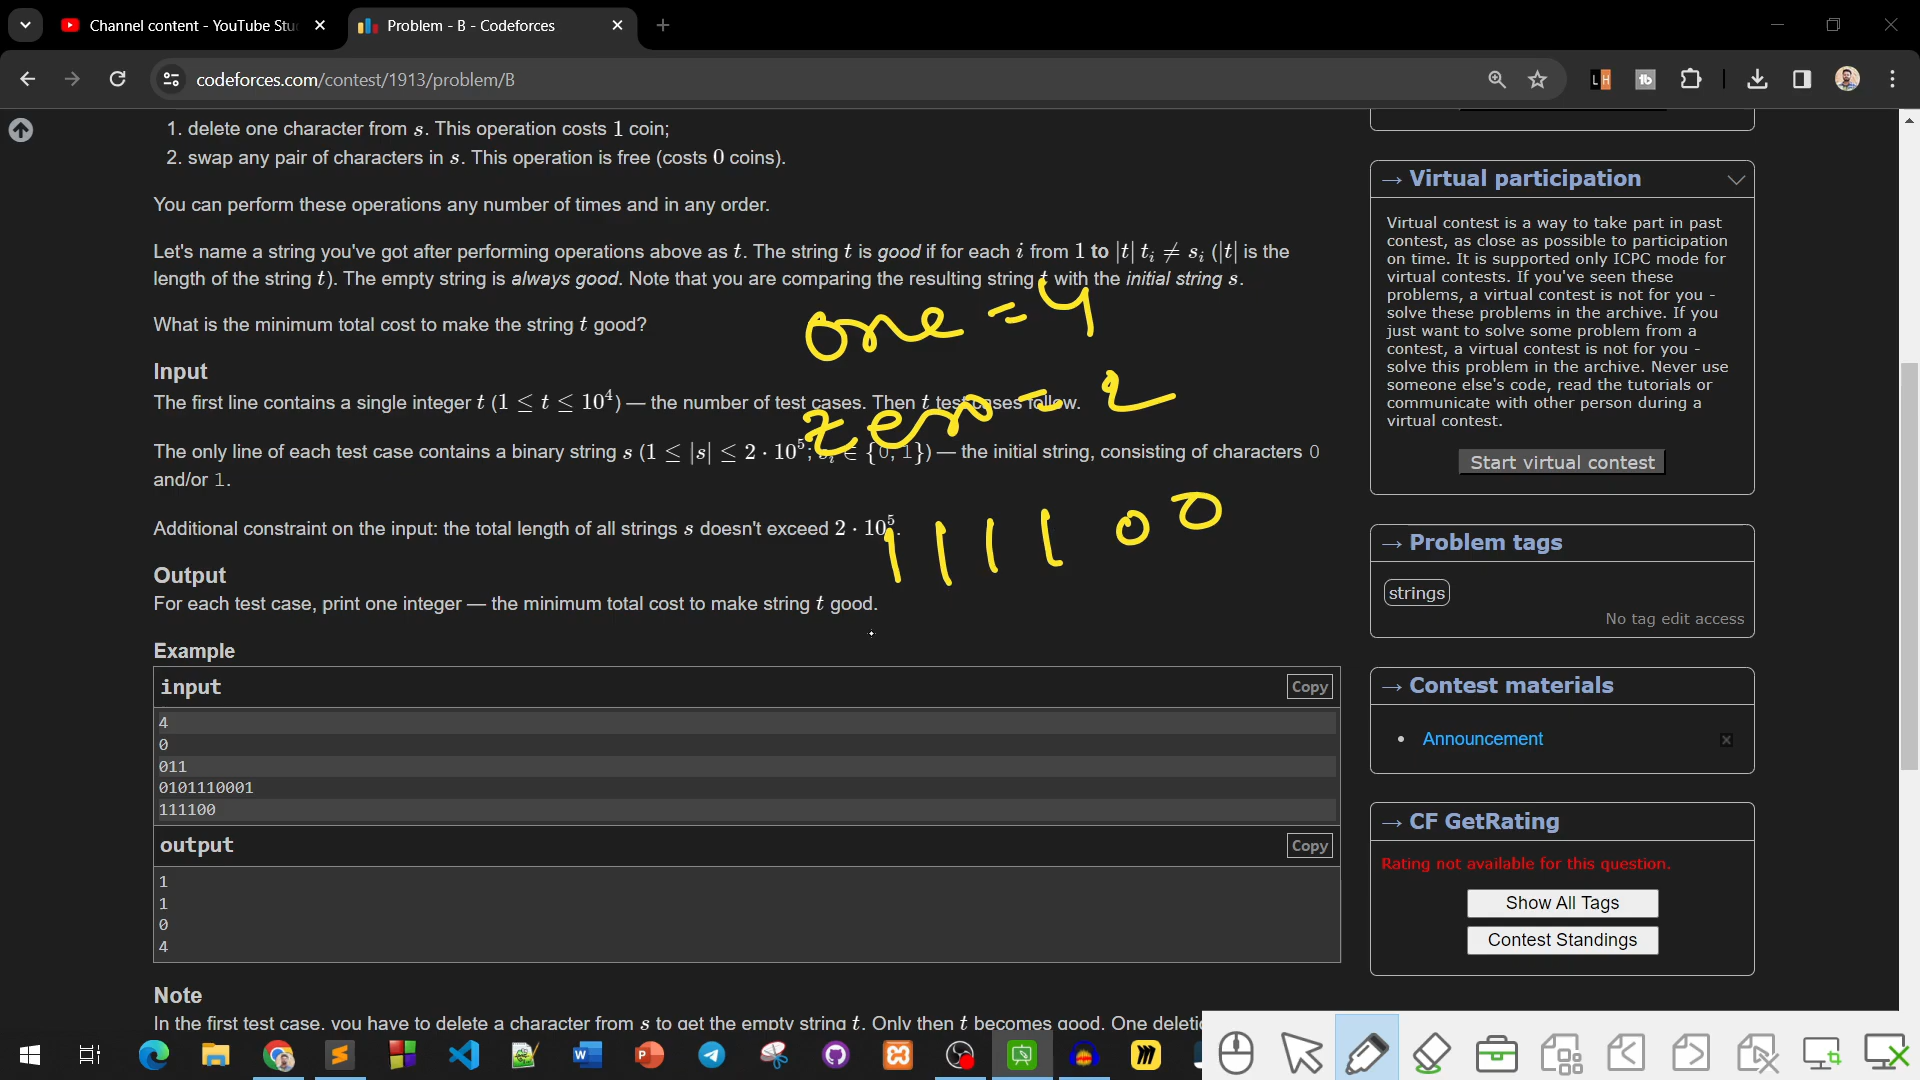 Channel content - YouTube Stu
Problem - B - Codeforces
codeforces.com/contest/1913/problem/B
1. delete one character from s. This operation costs 1 coin;
2. swap any pair of characters in s. This operation is free (costs 0 coins).
You can perform these operations any number of times and in any order.
Let's name a string you've got after performing operations above as t. The string t is good if for each i from 1 to |t| tᵢ ≠ sᵢ (|t| is the
length of the string t). The empty string is always good. Note that you are comparing the resulting string t with the initial string s.
one = 4
What is the minimum total cost to make the string t good?
Input
zero = 2
The first line contains a single integer t (1 ≤ t ≤ 10⁴) — the number of test cases. Then t test cases follow.
The only line of each test case contains a binary string s (1 ≤ |s| ≤ 2 · 10⁵; sᵢ ∈ {0, 1}) — the initial string, consisting of characters 0
and/or 1.
1 1 1 1 0 0
Additional constraint on the input: the total length of all strings s doesn't exceed 2 · 10⁵.
Output
For each test case, print one integer — the minimum total cost to make string t good.
Example
input
Copy
4
0
011
0101110001
111100
output
Copy
1
1
0
4
Note
In the first test case, you have to delete a character from s to get the empty string t. Only then t becomes good. One deleti
→ Virtual participation
Virtual contest is a way to take part in past
contest, as close as possible to participation
on time. It is supported only ICPC mode for
virtual contests. If you've seen these
problems, a virtual contest is not for you -
solve these problems in the archive. If you
just want to solve some problem from a
contest, a virtual contest is not for you -
solve this problem in the archive. Never use
someone else's code, read the tutorials or
communicate with other person during a
virtual contest.
Start virtual contest
→ Problem tags
strings
No tag edit access
→ Contest materials
Announcement
→ CF GetRating
Rating not available for this question.
Show All Tags
Contest Standings